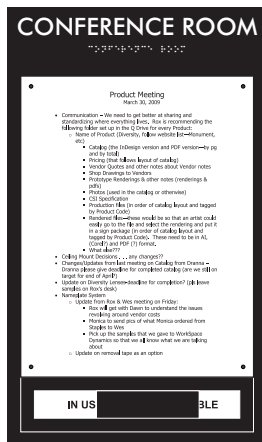 CONFERENCE ROOM
⠉⠕⠝⠋⠑⠗⠑⠝⠉⠑ ⠗⠕⠕⠍
Product Meeting
March 30, 2009
• Communication – We need to get better at sharing and
standardizing where everything lives. Rox is recommending the
following folder set up in the Q Drive for every Product:
o Name of Product (Diversity, follow website list—Monument,
etc)
▪ Catalog (the InDesign version and PDF version—by pg
and by total)
▪ Pricing (that follows layout of catalog)
▪ Vendor Quotes and other notes about Vendor notes
▪ Shop Drawings to Vendors
▪ Prototype Renderings & other notes (renderings &
pdfs)
▪ Photos (used in the catalog or otherwise)
▪ CSI Specification
▪ Production files (in order of catalog layout and tagged
by Product Code)
▪ Rendered files—these would be so that an artist could
easily go to the file and select the rendering and put it
in a sign package (in order of catalog layout and
tagged by Product Code). These need to be in AI,
(Corel?) and PDF (?) format.
▪ What else???
• Ceiling Mount Decisions . . . any changes??
• Changes/Updates from last meeting on Catalog from Dranna –
Dranna please give deadline for completed catalog (are we still on
target for end of April?)
• Update on Diversity Lenses—deadline for completion? (pls leave
samples on Rox's desk)
• Nameplate System
o Update from Rox & Wes meeting on Friday:
▪ Rox will get with Dawn to understand the issues
revolving around vendor costs
▪ Monica to send pics of what Monica ordered from
Staples to Wes
▪ Pick up the samples that we gave to WorkSpace
Dynamics so that we all know what we are talking
about
o Update on removal tapes as an option
IN US BLE